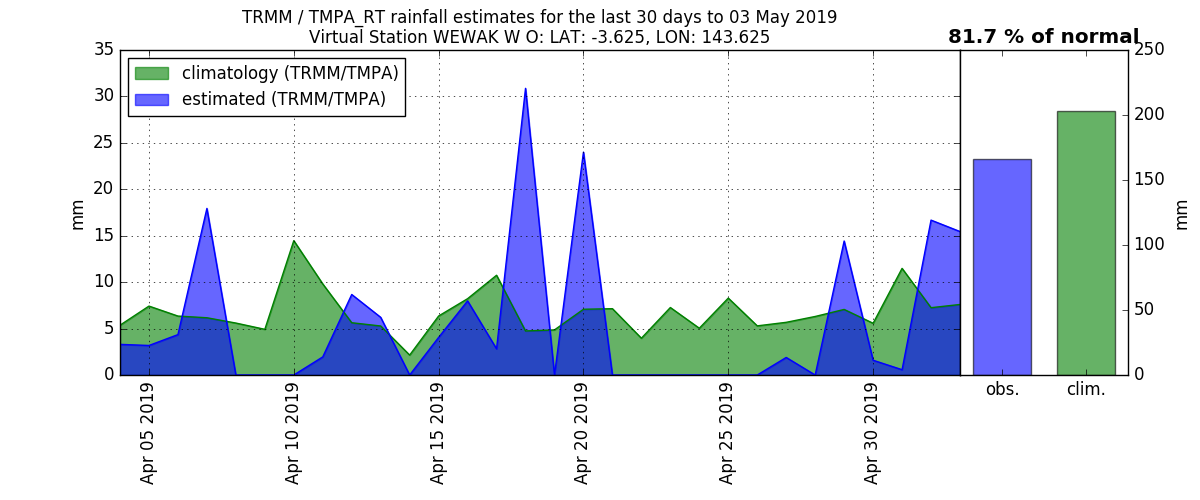 TRMM / TMPA_RT rainfall estimates for the last 30 days to 03 May 2019
Virtual Station WEWAK W O: LAT: -3.625, LON: 143.625
81.7 % of normal
climatology (TRMM/TMPA)
estimated (TRMM/TMPA)
35
30
25
20
15
10
5
0
mm
Apr 05 2019
Apr 10 2019
Apr 15 2019
Apr 20 2019
Apr 25 2019
Apr 30 2019
obs.
clim.
250
200
150
100
50
0
mm